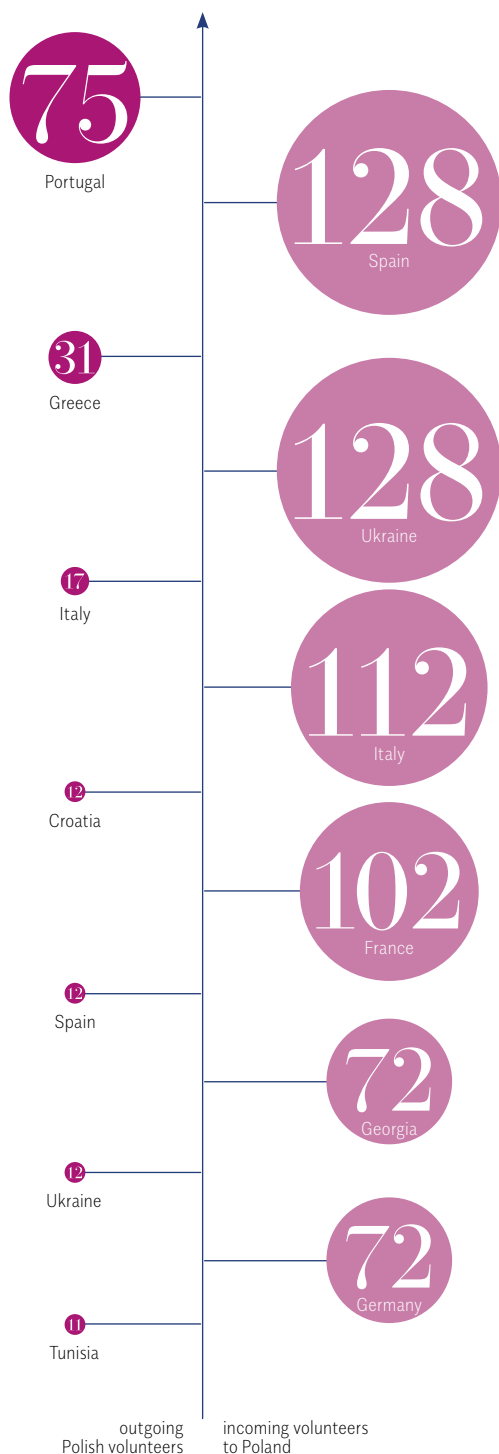 75
Portugal
128
Spain
31
Greece
128
Ukraine
17
Italy
112
Italy
12
Croatia
102
France
12
Spain
72
Georgia
12
Ukraine
72
Germany
11
Tunisia
outgoing
Polish volunteers
incoming volunteers
to Poland